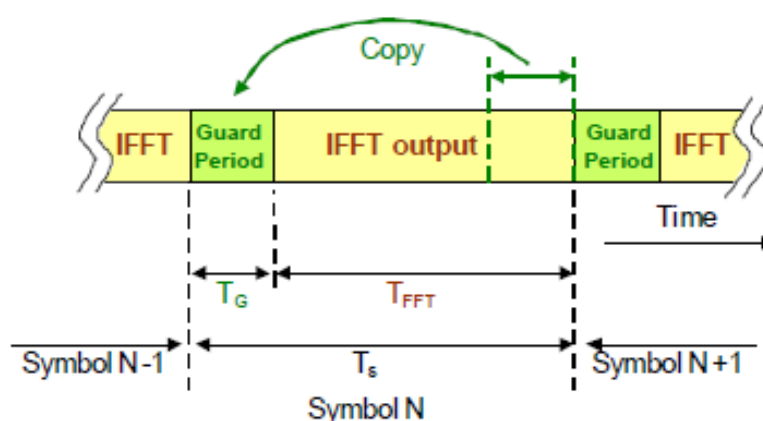 Copy
IFFT
Guard
Period
IFFT output
Guard
Period
IFFT
Time
TG
TFFT
Symbol N-1
Ts
Symbol N+1
Symbol N